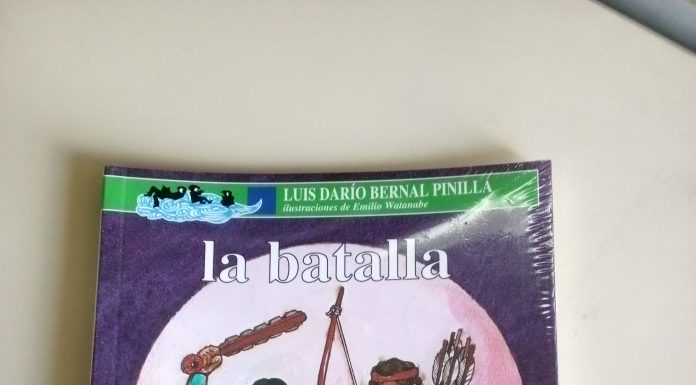 LUIS DARÍO BERNAL PINILLA
ilustraciones de Emilio Watanabe
la batalla